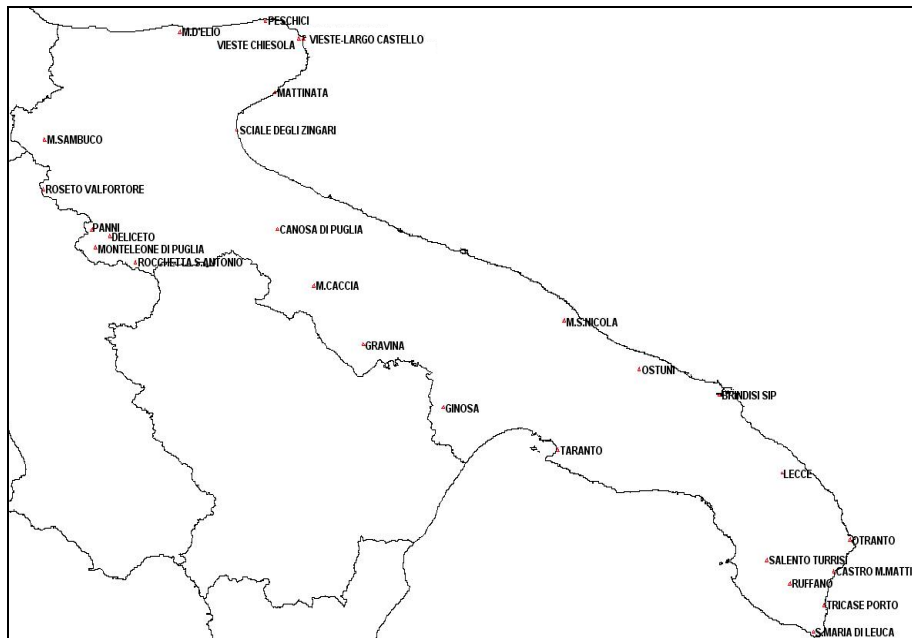 PESCHICI
M.D'ELIO
VIESTE CHIESOLA
VIESTE-LARGO CASTELLO
MATTINATA
SCIALE DEGLI ZINGARI
M.SAMBUCO
ROSETO VALFORTORE
PANNI
CANOSA DI PUGLIA
DELICETO
MONTELEONE DI PUGLIA
ROCCHETTA S.ANTONIO
M.CACCIA
M.S.NICOLA
GRAVINA
OSTUNI
BRINDISI SIP
GINOSA
TARANTO
LECCE
OTRANTO
SALENTO TURRISI
CASTRO M.MATTI
RUFFANO
TRICASE PORTO
S.MARIA DI LEUCA